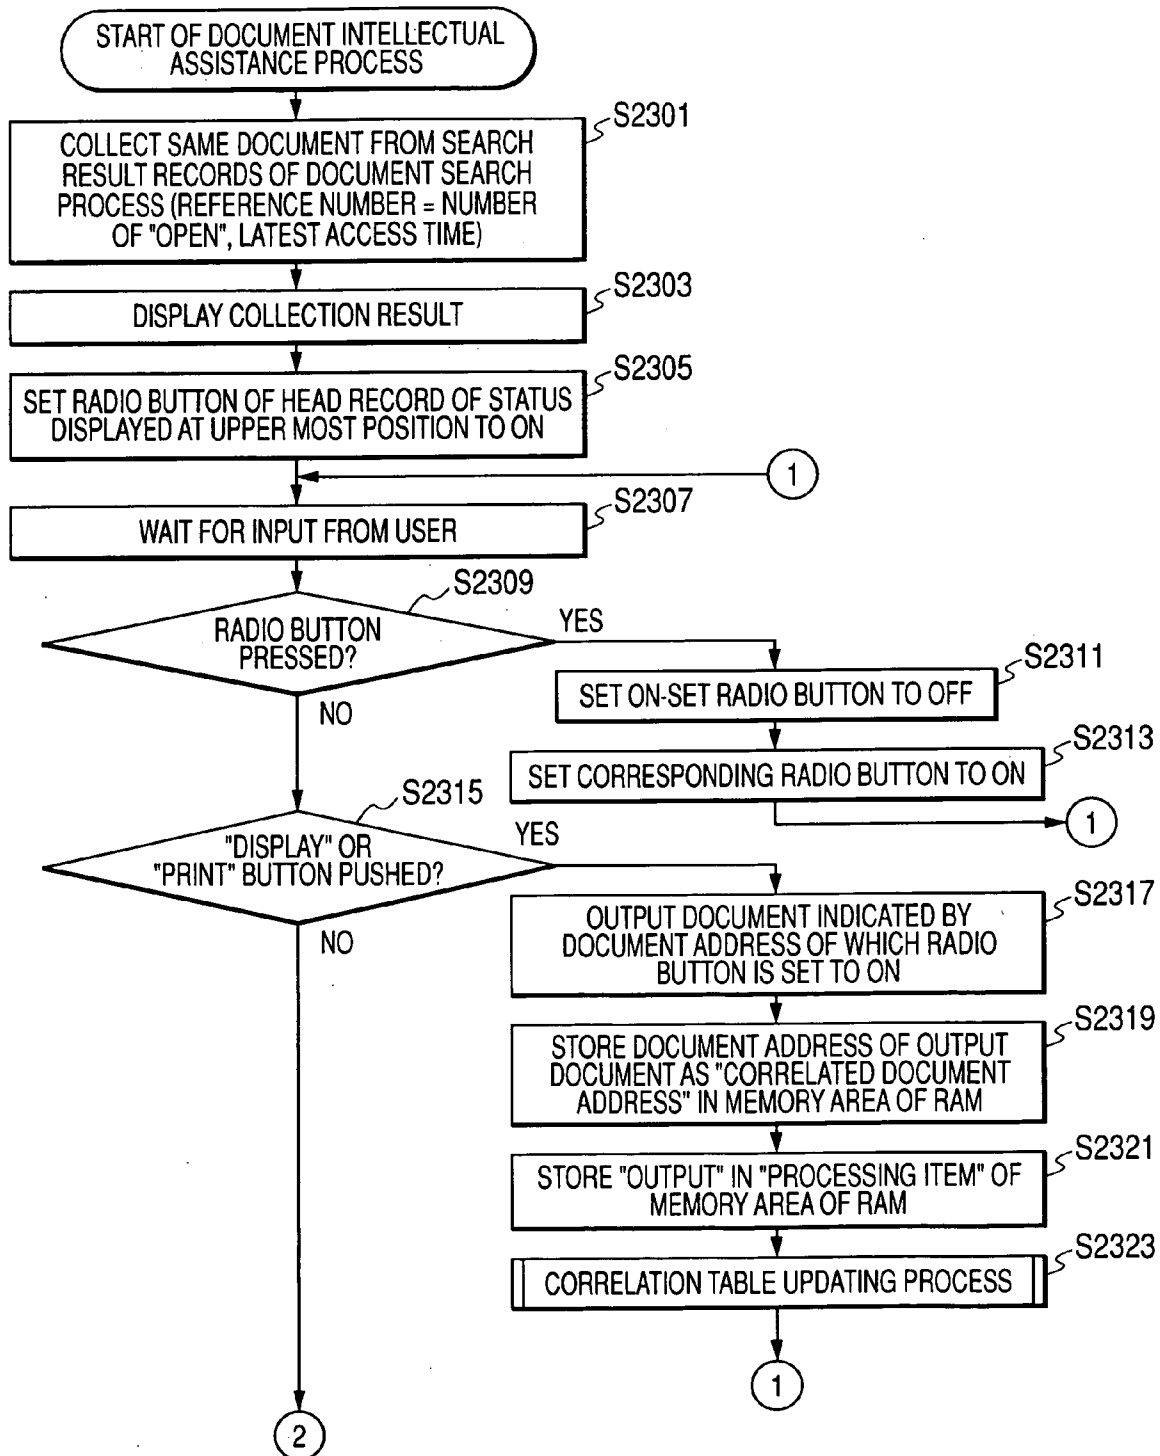 START OF DOCUMENT INTELLECTUAL
ASSISTANCE PROCESS
S2301
COLLECT SAME DOCUMENT FROM SEARCH
RESULT RECORDS OF DOCUMENT SEARCH
PROCESS (REFERENCE NUMBER = NUMBER
OF "OPEN", LATEST ACCESS TIME)
S2303
DISPLAY COLLECTION RESULT
S2305
SET RADIO BUTTON OF HEAD RECORD OF STATUS
DISPLAYED AT UPPER MOST POSITION TO ON
1
S2307
WAIT FOR INPUT FROM USER
S2309
RADIO BUTTON
PRESSED?
YES
NO
S2311
SET ON-SET RADIO BUTTON TO OFF
S2313
SET CORRESPONDING RADIO BUTTON TO ON
1
S2315
"DISPLAY" OR
"PRINT" BUTTON PUSHED?
YES
NO
S2317
OUTPUT DOCUMENT INDICATED BY
DOCUMENT ADDRESS OF WHICH RADIO
BUTTON IS SET TO ON
S2319
STORE DOCUMENT ADDRESS OF OUTPUT
DOCUMENT AS "CORRELATED DOCUMENT
ADDRESS" IN MEMORY AREA OF RAM
S2321
STORE "OUTPUT" IN "PROCESSING ITEM" OF
MEMORY AREA OF RAM
S2323
CORRELATION TABLE UPDATING PROCESS
1
2